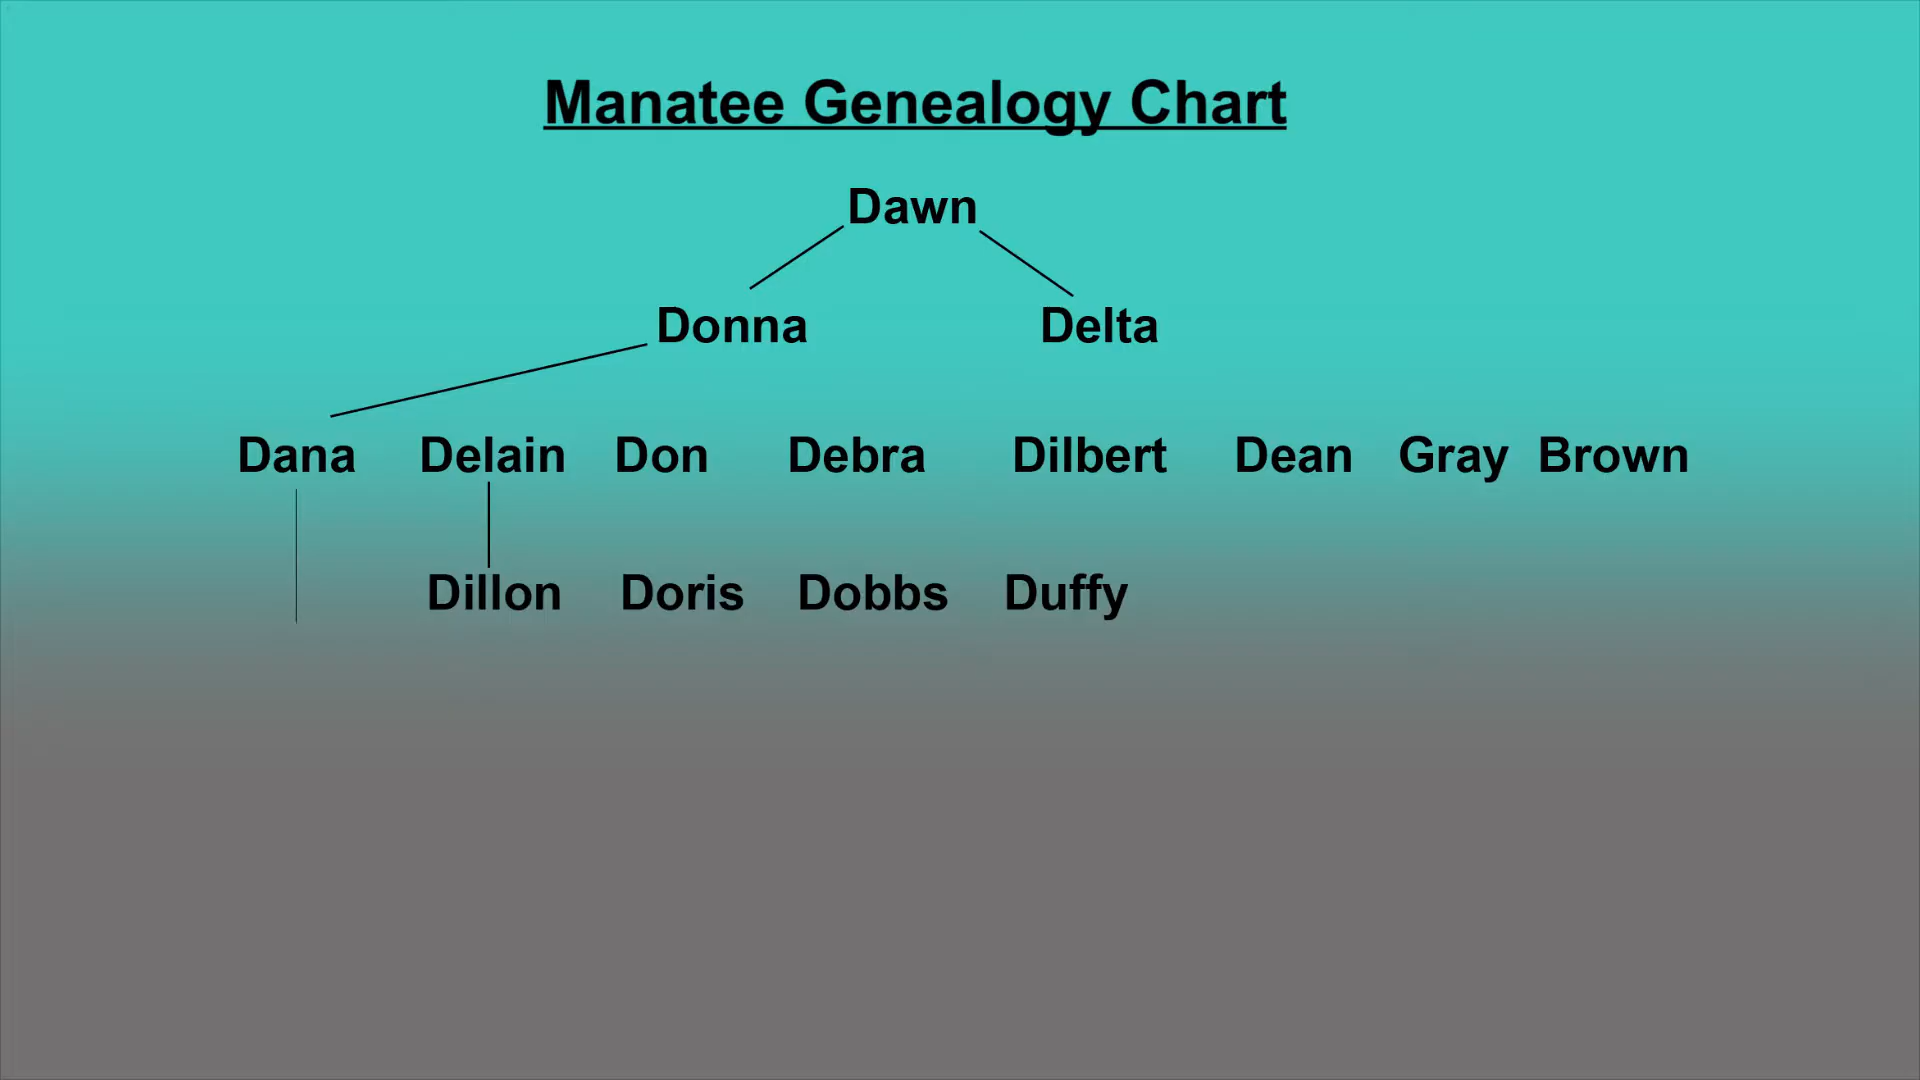 Manatee Genealogy Chart
Dawn
Donna Delta
Dana Delain Don Debra Dilbert Dean Gray Brown
Dillon Doris Dobbs Duffy